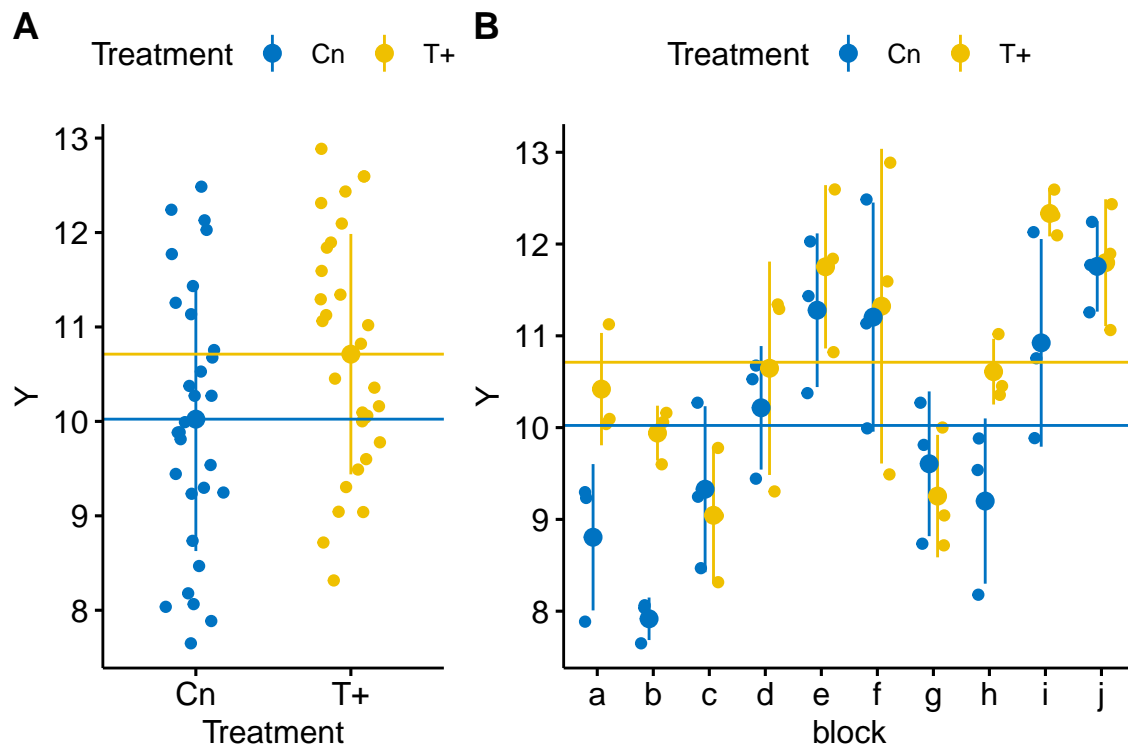 A
Treatment Cn T+
13
12
11
10
9
8
Y
Cn T+
Treatment
B
Treatment Cn T+
13
12
11
10
9
8
Y
a b c d e f g h i j
block